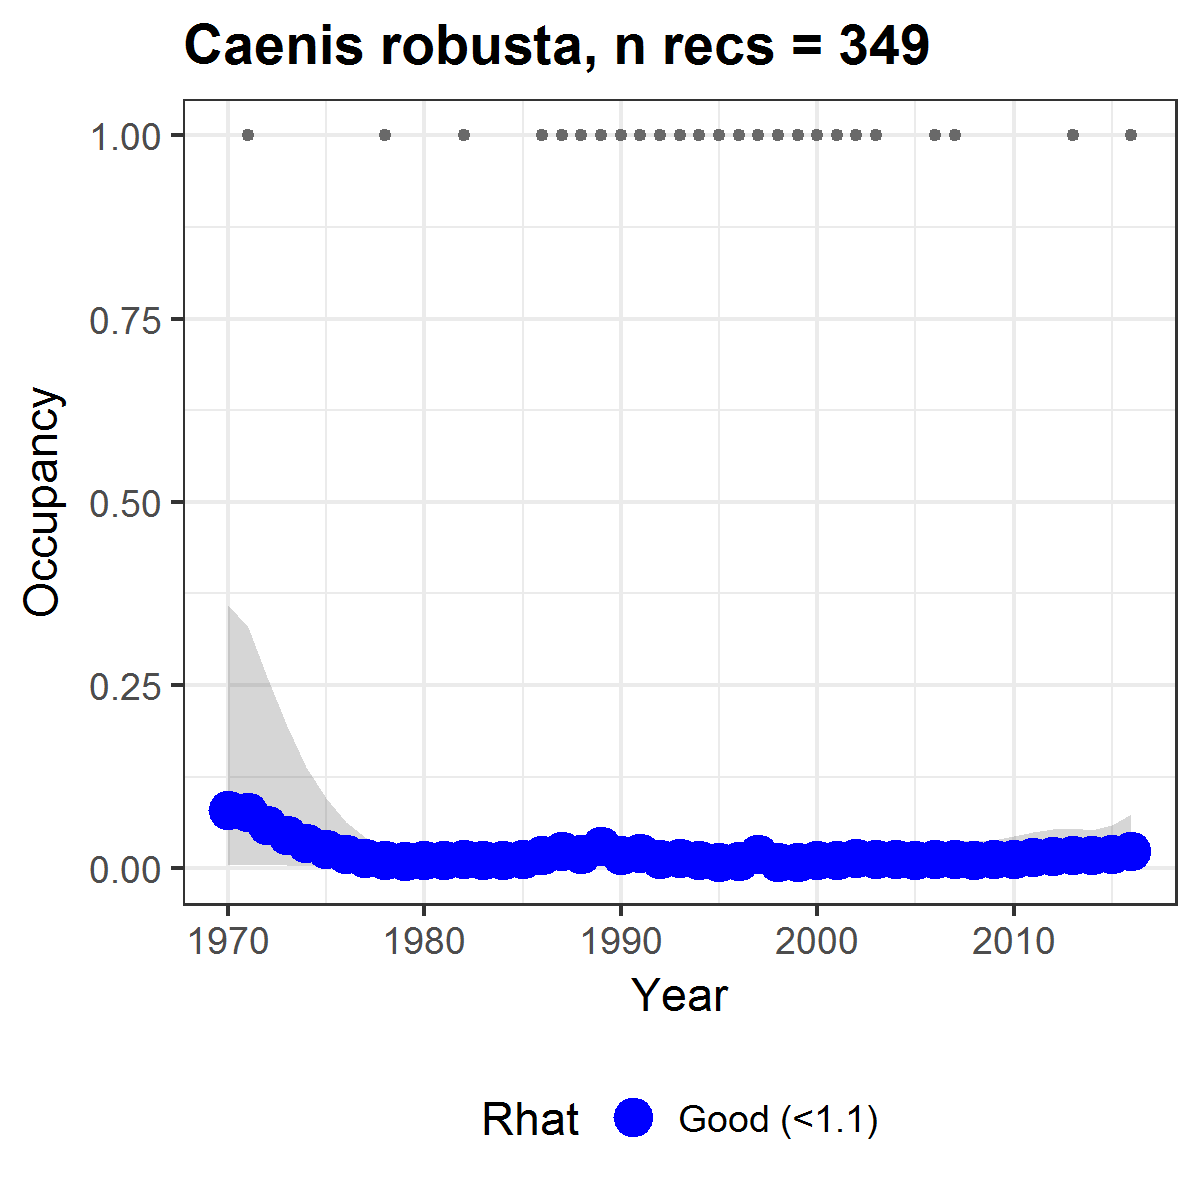 Caenis robusta, n recs = 349
1.00
0.75
0.50
0.25
0.00
Occupancy
1970 1980 1990 2000 2010
Year
Rhat Good (<1.1)